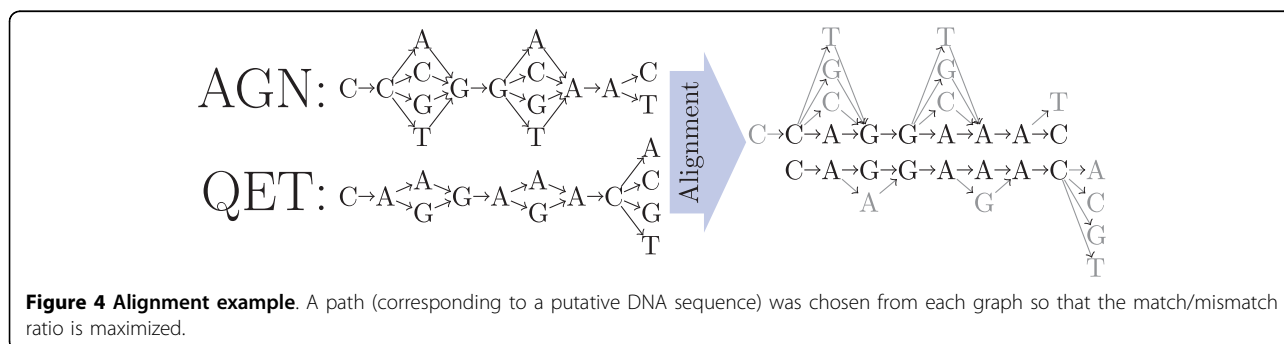 A A
C C C
AGN: C→C G→G A→A
G G T
T T
A
A A C
QET: C→A G→A A→C
G G G
T
Alignment
T T
G G
C C T
C→C→A→G→G→A→A→A→C
C→A→G→G→A→A→A→C→A
A G C
G
T
Figure 4 Alignment example. A path (corresponding to a putative DNA sequence) was chosen from each graph so that the match/mismatch
ratio is maximized.